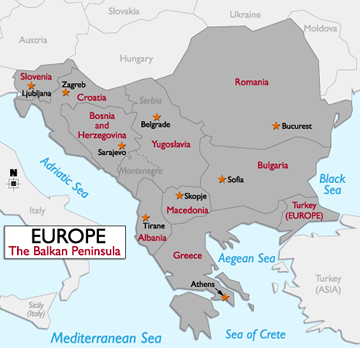 Slovakia
Ukraine
Austria
Moldova
Hungary
Slovenia
Zagreb
Ljubljana
Croatia
Romania
Bosnia
and
Herzegovina
Serbia
Belgrade
Bucurest
Sarajevo
Yugoslavia
Adriatic Sea
N
Montenegro
Bulgaria
Sofia
Black
Sea
Italy
Skopje
Macedonia
Turkey
(EUROPE)
Tirane
Albania
EUROPE
The Balkan Peninsula
Greece
Aegean Sea
Athens
Turkey
(ASIA)
Sicily
(Italy)
Mediterranean Sea
Sea of Crete